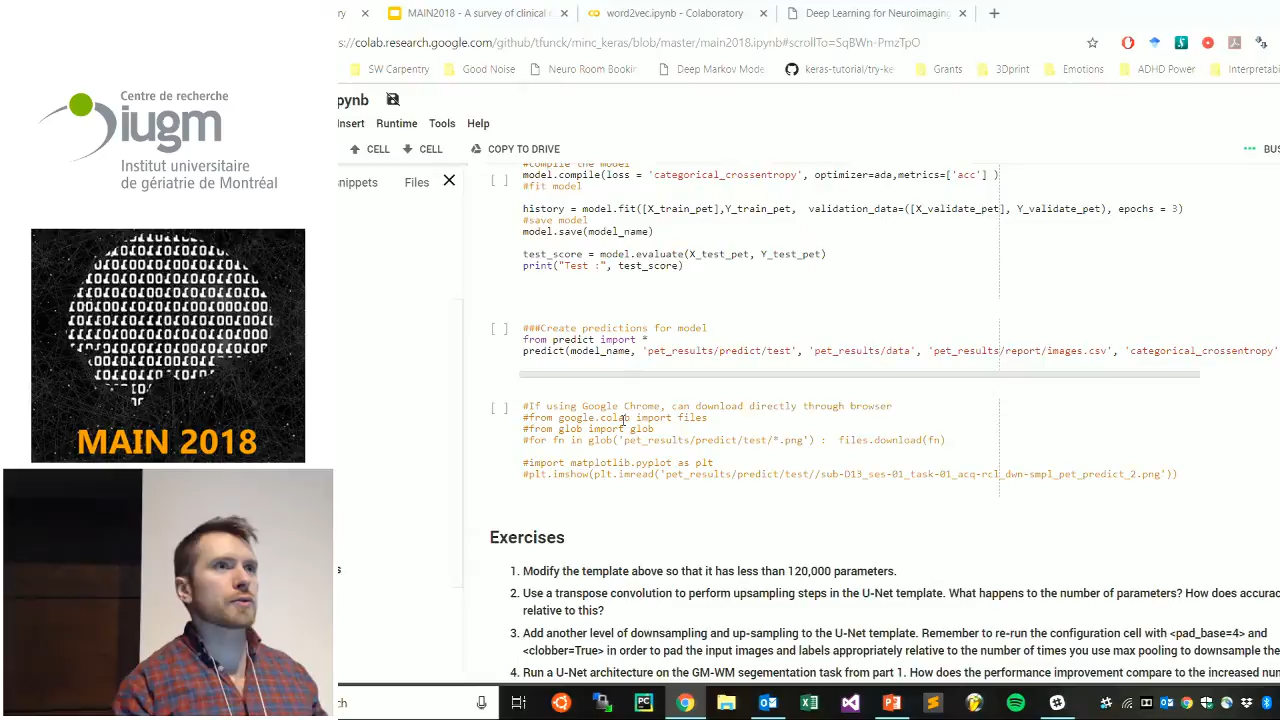 Centre de recherche
iugm
Institut universitaire
de gériatrie de Montréal
MAIN 2018
MAIN2018 - A survey of clinical
word2vec.ipynb - Colaboratory
Deep Learning for Neuroimaging
s://colab.research.google.com/github/tfunck/minc_keras/blob/master/main2018.ipynb#scrollTo=SqBWn-PmzTpO
SW Carpentry
Good Noise
Neuro Room Bookin
Deep Markov Mode
keras-tutorial/try-ke
Grants
3Dprint
Emotions
ADHD Power
Interpretab
ipynb
Insert
Runtime
Tools
Help
CELL
CELL
COPY TO DRIVE
BUS
nippets
Files
#compile the model
model.compile(loss = 'categorical_crossentropy', optimizer=ada,metrics=['acc'] )
#fit model
history = model.fit([X_train_pet],Y_train_pet,  validation_data=([X_validate_pet], Y_validate_pet), epochs = 3)
#save model
model.save(model_name)
test_score = model.evaluate(X_test_pet, Y_test_pet)
print("Test :", test_score)
###Create predictions for model
from predict import *
predict(model_name, 'pet_results/predict/test', 'pet_results/data', 'pet_results/report/images.csv', 'categorical_crossentropy'
#If using Google Chrome, can download directly through browser
#from google.colab import files
#from glob import glob
#for fn in glob('pet_results/predict/test/*.png') :  files.download(fn)
#import matplotlib.pyplot as plt
#plt.imshow(plt.imread('pet_results/predict/test//sub-D13_ses-01_task-01_acq-rcl_dwn-smpl_pet_predict_2.png'))
Exercises
1. Modify the template above so that it has less than 120,000 parameters.
2. Use a transpose convolution to perform upsampling steps in the U-Net template. What happens to the number of parameters? How does accura
relative to this?
3. Add another level of downsampling and up-sampling to the U-Net template. Remember to re-run the configuration cell with <pad_base=4> and
<clobber=True> in order to pad the input images and labels appropriately relative to the number of times you use max pooling to downsample the
4. Run a U-Net architecture on the GM-WM segementation task from part 1. How does the performance improvement compare to the increased num